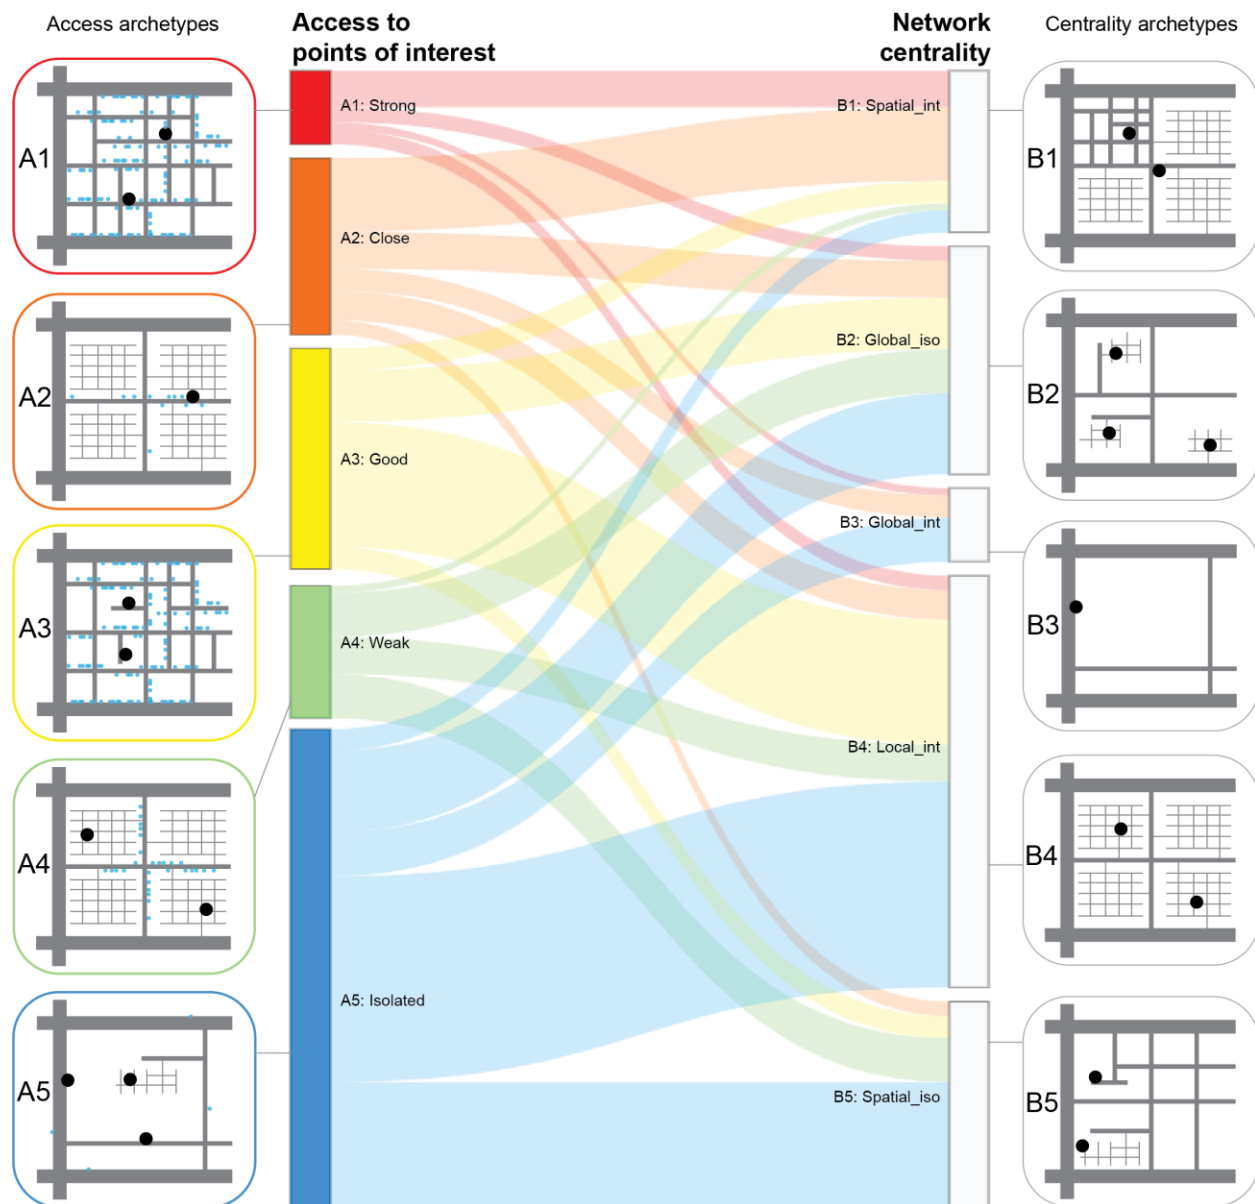 Access archetypes
Access to
points of interest
Network
centrality
Centrality archetypes
A1
A1: Strong
B1: Spatial_int
B1
A2: Close
A2
B2: Global_iso
B2
A3: Good
A3
B3: Global_int
B3
A4: Weak
A4
B4: Local_int
B4
A5: Isolated
A5
B5: Spatial_iso
B5